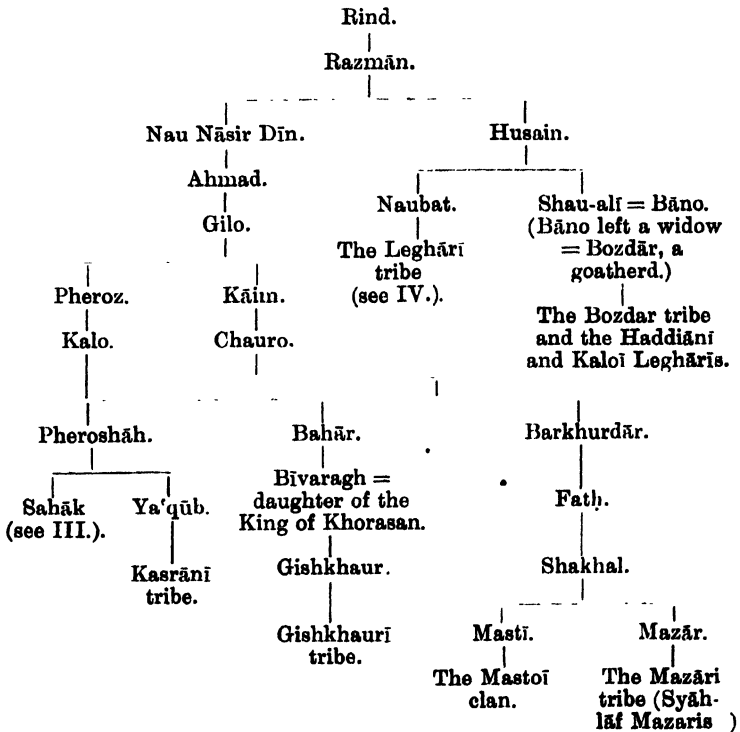 Rind.
Razmān.
Nau Nāsir Dīn.
Husain.
Ahmad.
Gilo.
Naubat.
Shau-alī = Bāno.
(Bāno left a widow
= Bozdār, a
goatherd.)
The Leghārī
tribe
(see IV.).
Pheroz.
Kāim.
The Bozdar tribe
and the Haddiānī
and Kaloī Leghārīs.
Kalo.
Chauro.
Pheroshāh.
Bahār.
Barkhurdār.
Sahāk
(see III.).
Ya‘qūb.
Bīvaragh =
daughter of the
King of Khorasan.
Fatḥ.
Kasrānī
tribe.
Gishkhaur.
Shakhal.
Gishkhaurī
tribe.
Mastī.
Mazār.
The Mastoī
clan.
The Mazāri
tribe (Syāh-
lāf Mazaris )